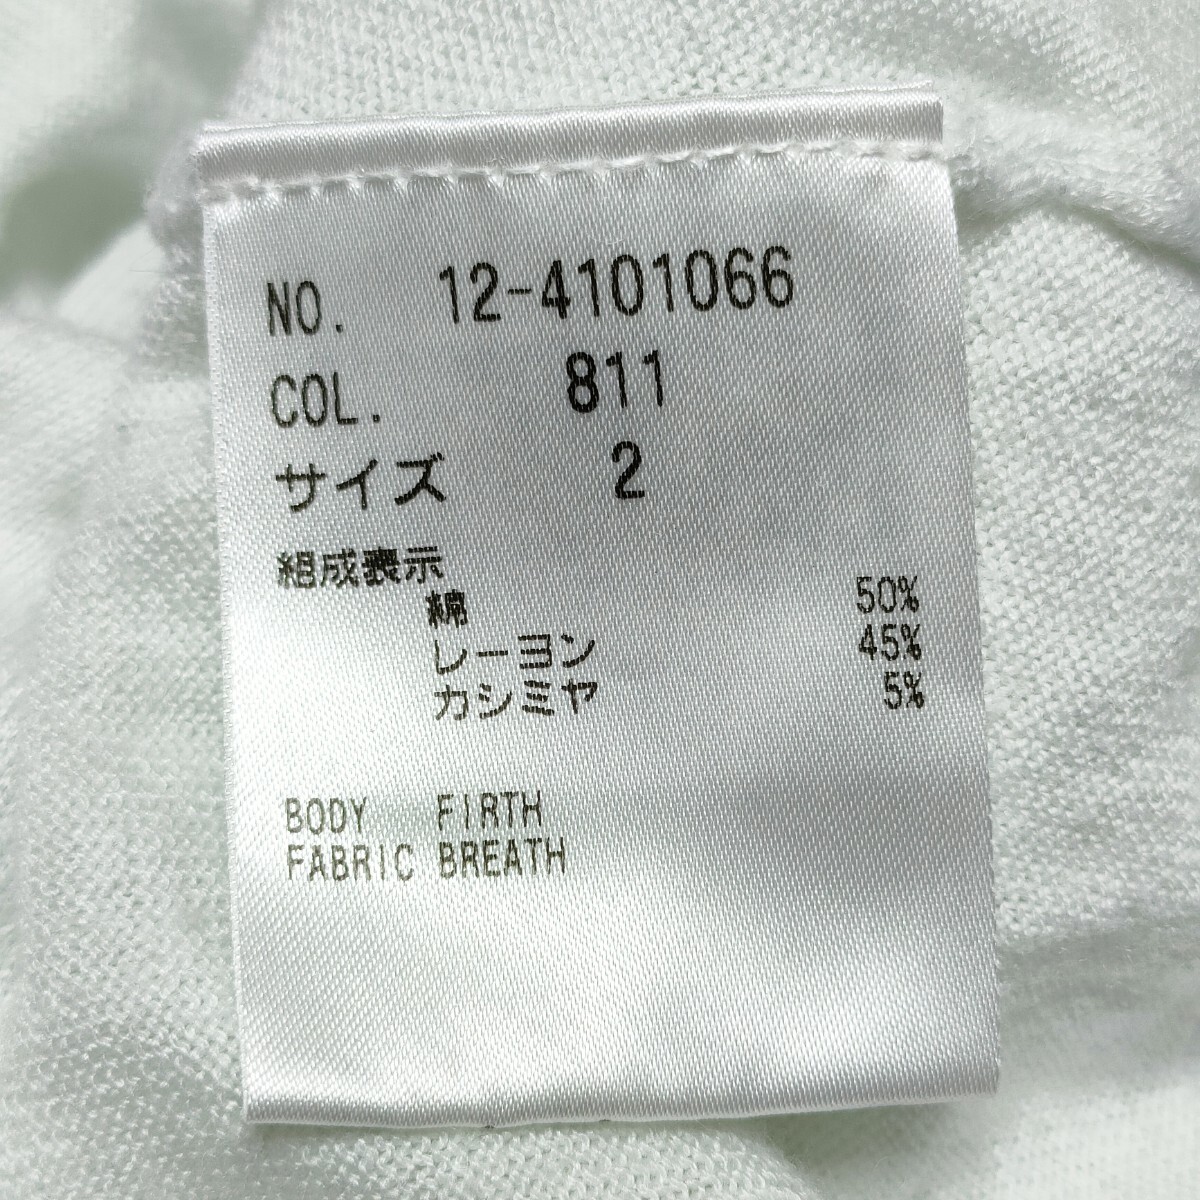 NO. 12-4101066
COL. 811
サイズ 2
組成表示
綿 50%
レーヨン 45%
カシミヤ 5%
BODY FIRTH
FABRIC BREATH